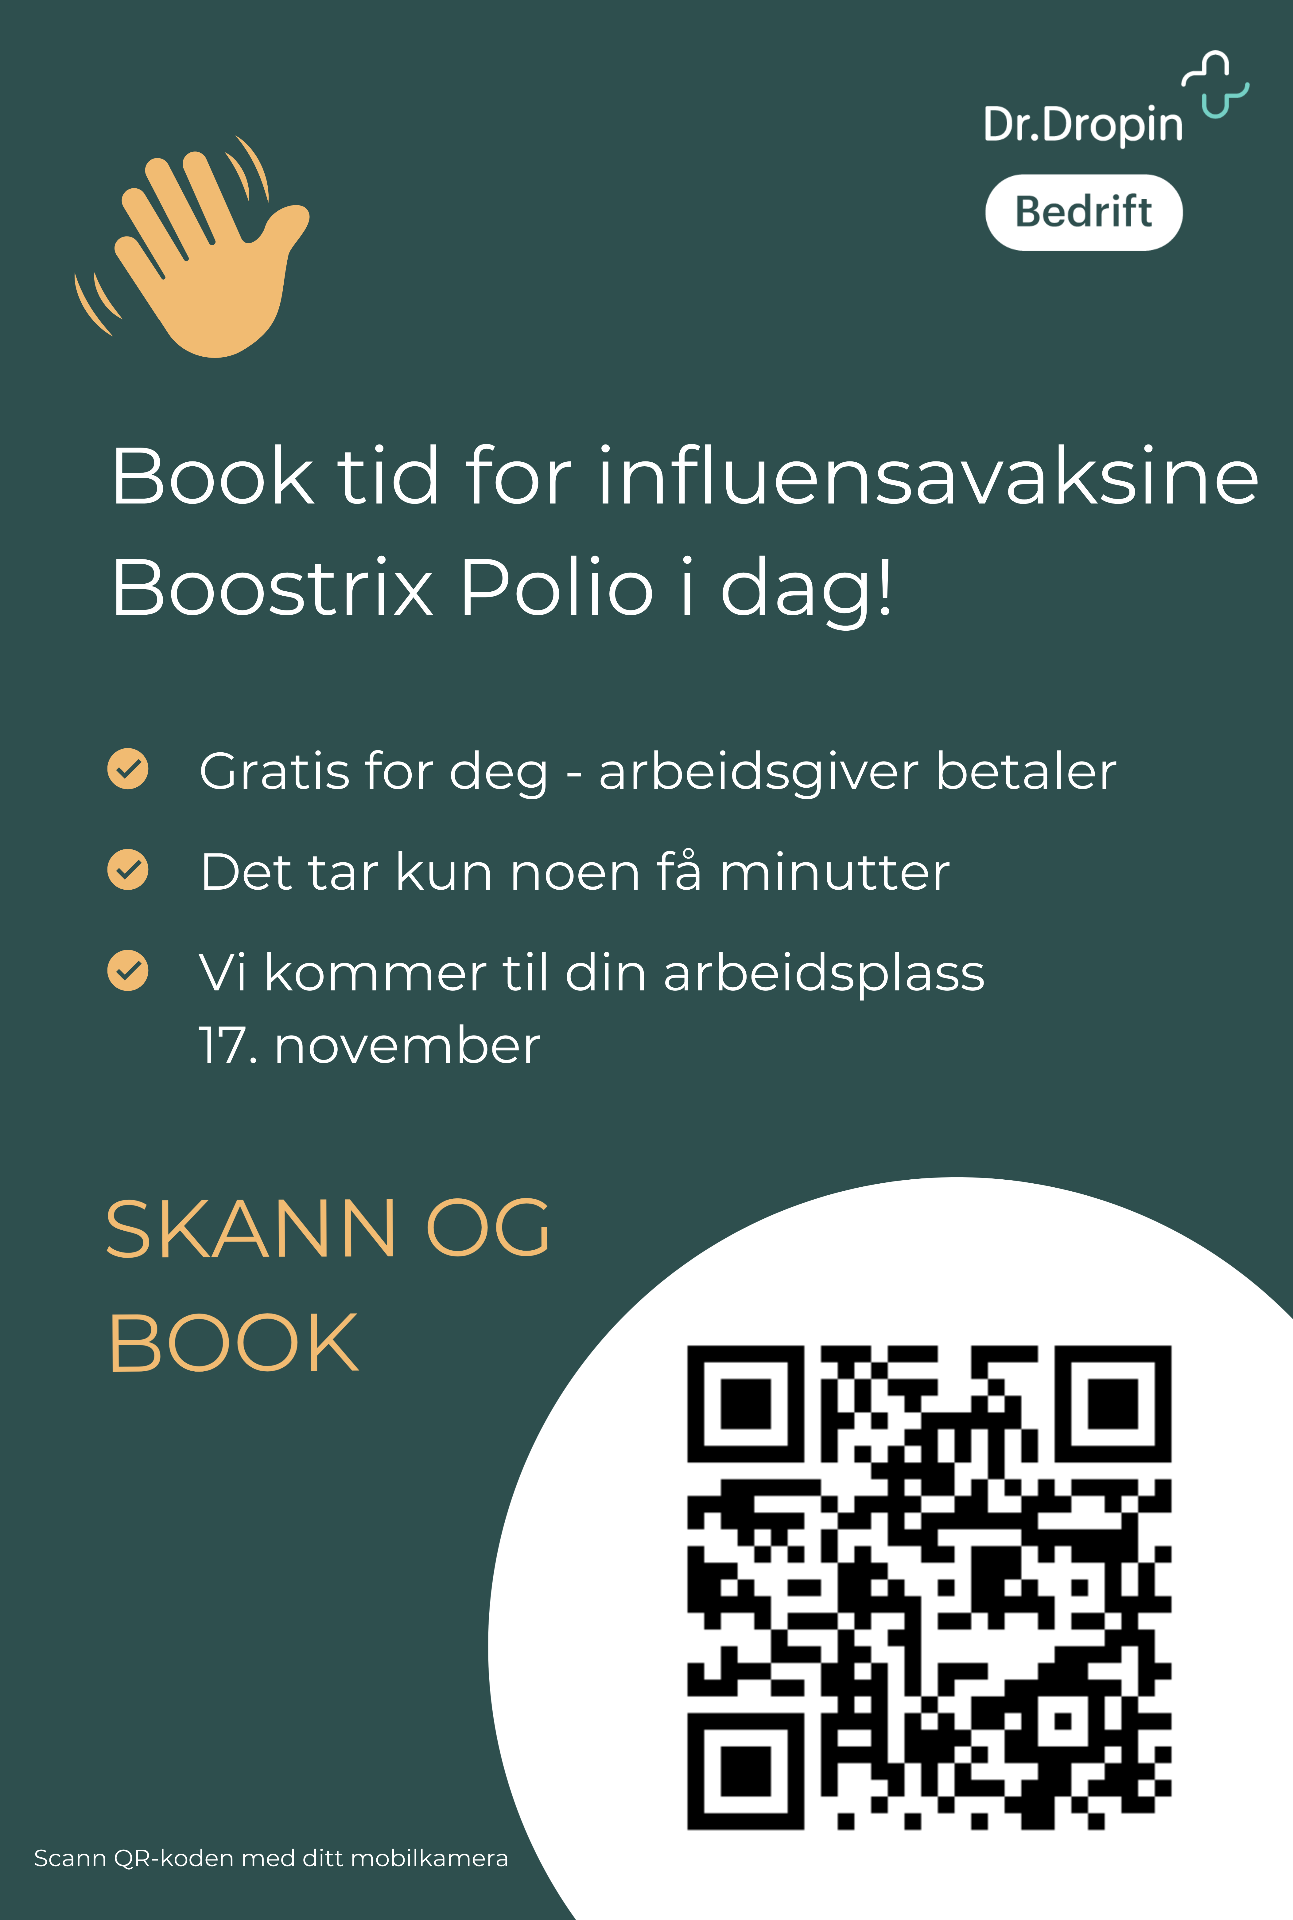 Dr.Dropin
Bedrift
Book tid for influensavaksine
Boostrix Polio i dag!
Gratis for deg - arbeidsgiver betaler
Det tar kun noen få minutter
Vi kommer til din arbeidsplass
17. november
SKANN OG
BOOK
Scann QR-koden med ditt mobilkamera